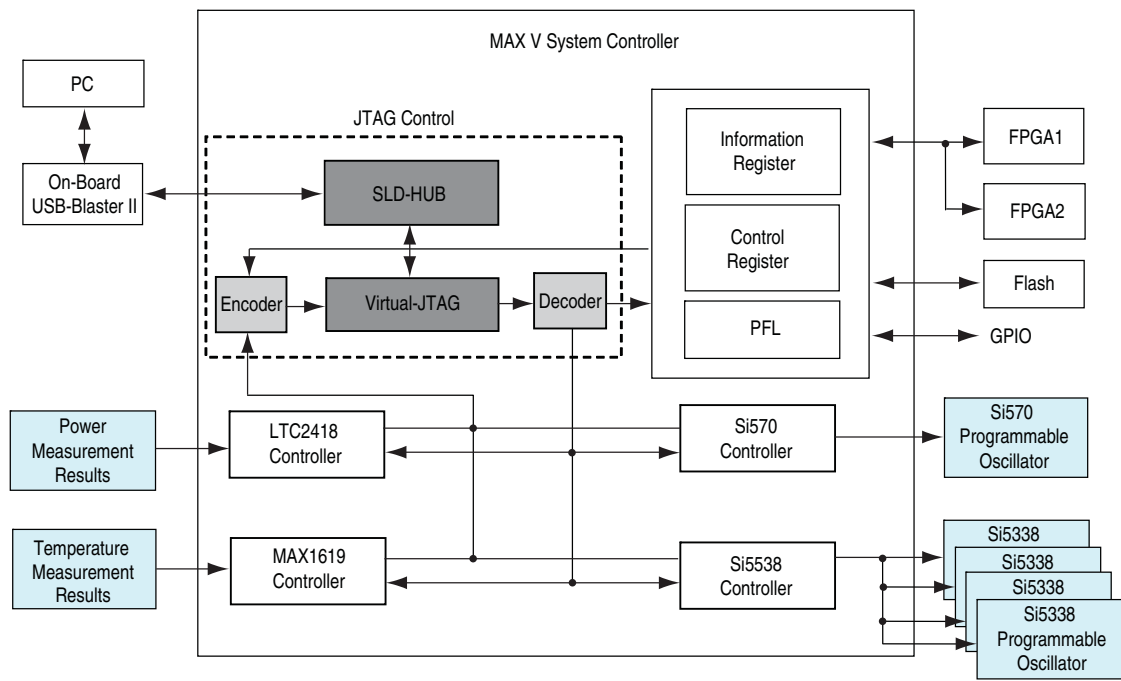 MAX V System Controller
PC
JTAG Control
On-Board
USB-Blaster II
SLD-HUB
Encoder
Virtual-JTAG
Decoder
Information
Register
Control
Register
PFL
FPGA1
FPGA2
Flash
GPIO
Power
Measurement
Results
LTC2418
Controller
Si570
Controller
Si570
Programmable
Oscillator
Temperature
Measurement
Results
MAX1619
Controller
Si5538
Controller
Si5338
Si5338
Si5338
Si5338
Programmable
Oscillator